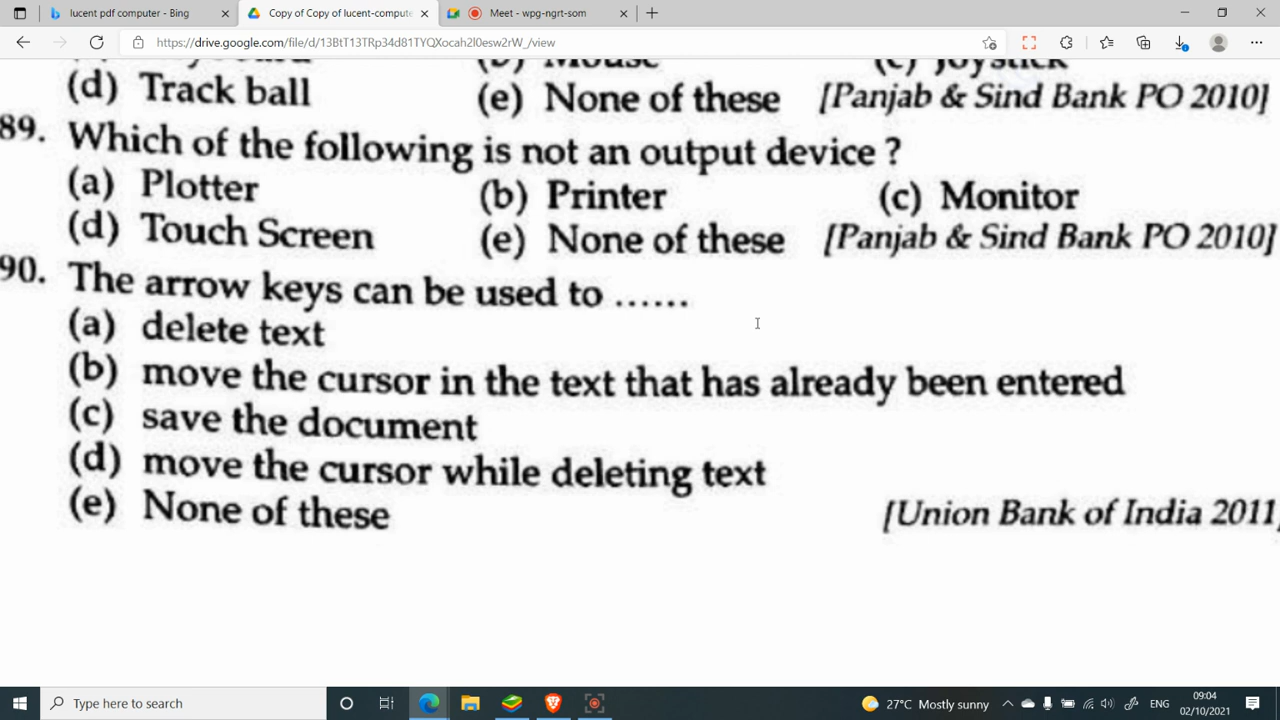 lucent pdf computer - Bing
Copy of Copy of lucent-compute
Meet - wpg-ngrt-som
https://drive.google.com/file/d/13BtT13TRp34d81TYQXocah2l0esw2rW_/view
(b) Mouse (c) Joystick
(d) Track ball (e) None of these [Panjab & Sind Bank PO 2010]
89. Which of the following is not an output device ?
(a) Plotter (b) Printer (c) Monitor
(d) Touch Screen (e) None of these [Panjab & Sind Bank PO 2010]
90. The arrow keys can be used to ......
(a) delete text
(b) move the cursor in the text that has already been entered
(c) save the document
(d) move the cursor while deleting text
(e) None of these [Union Bank of India 2011]
Type here to search
27°C Mostly sunny
ENG
09:04
02/10/2021